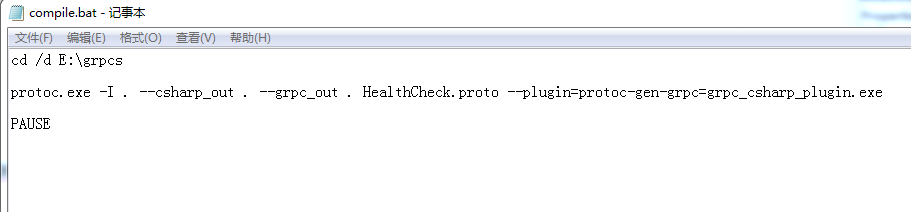 compile.bat - 记事本
文件(F) 编辑(E) 格式(O) 查看(V) 帮助(H)
cd /d E:\grpcs
protoc.exe -I . --csharp_out . --grpc_out . HealthCheck.proto --plugin=protoc-gen-grpc=grpc_csharp_plugin.exe
PAUSE